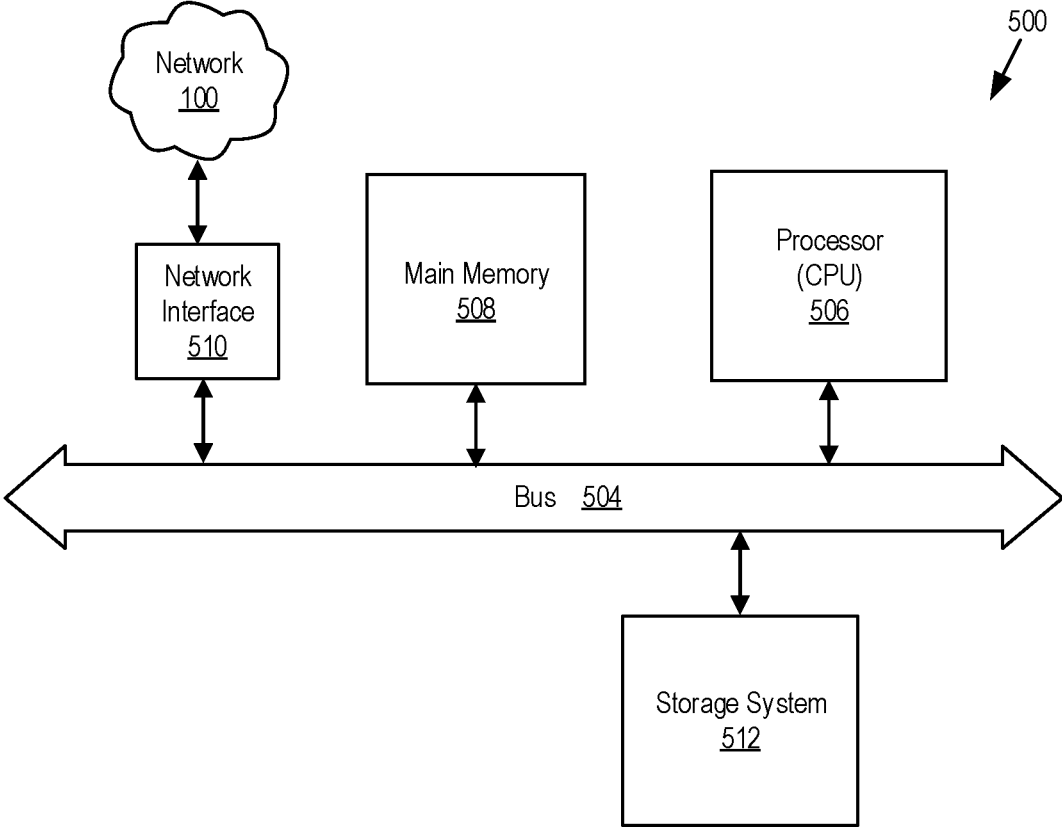 500
Network
100
Network
Interface
510
Main Memory
508
Processor
(CPU)
506
Bus 504
Storage System
512